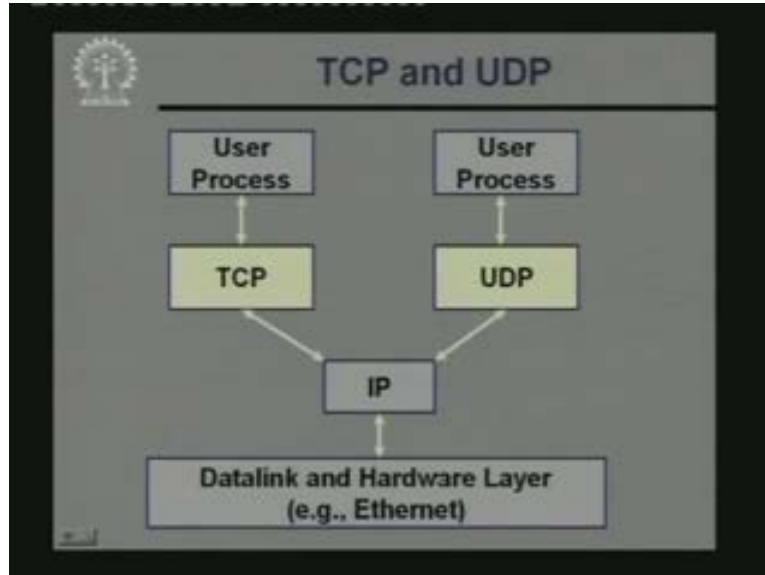 TCP and UDP
User
Process
User
Process
TCP
UDP
IP
Datalink and Hardware Layer
(e.g., Ethernet)